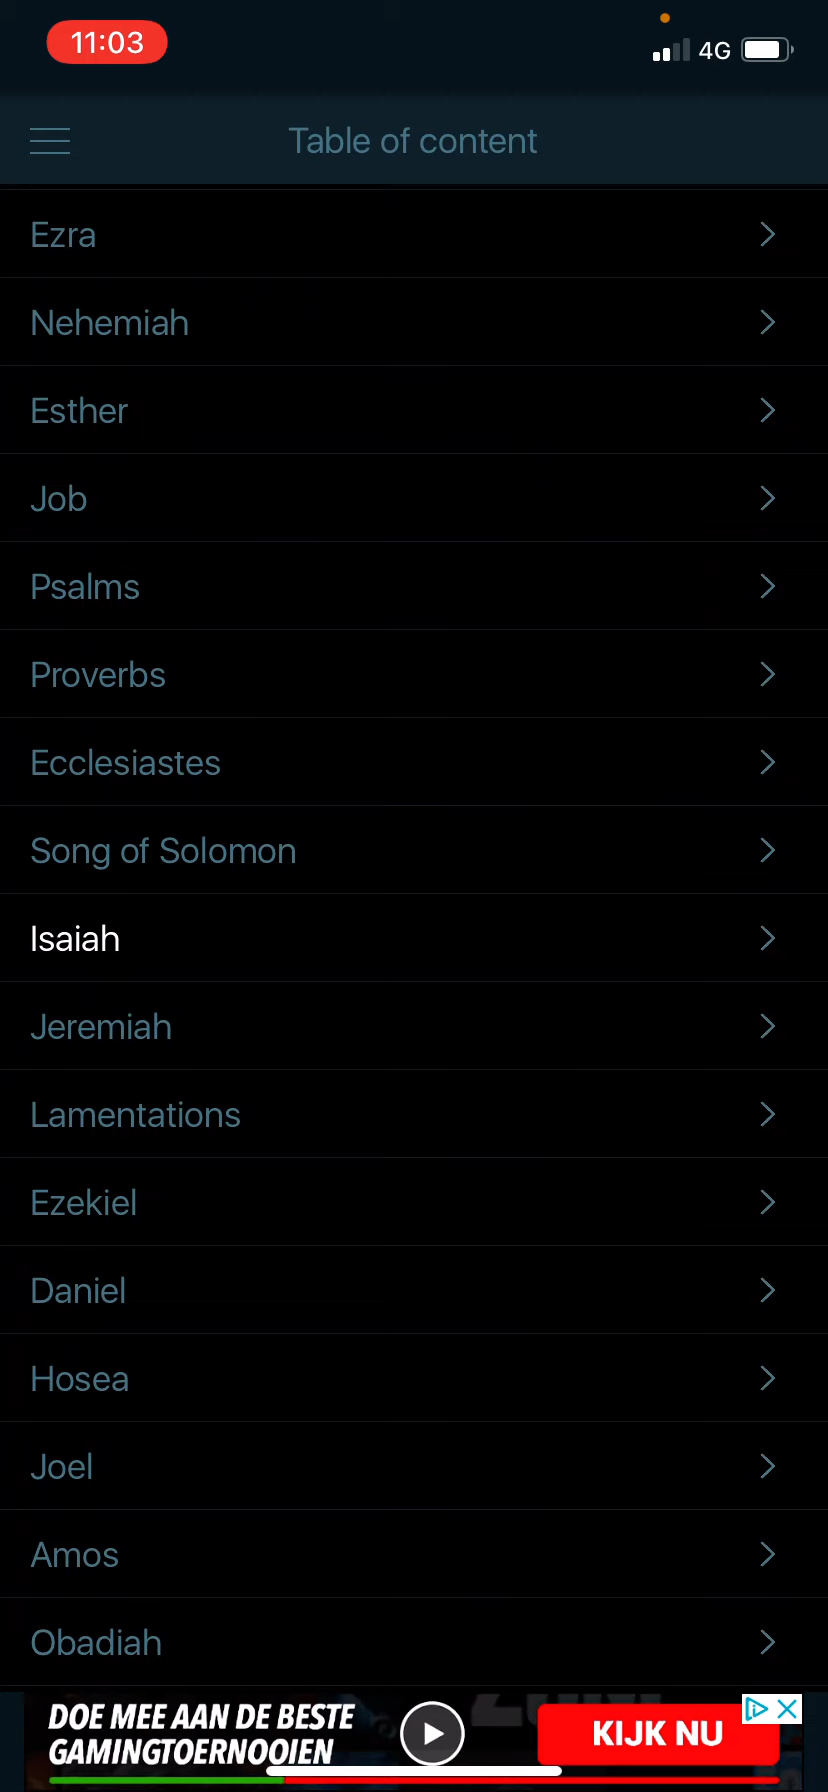 11:03
4G
Table of content
Ezra
Nehemiah
Esther
Job
Psalms
Proverbs
Ecclesiastes
Song of Solomon
Isaiah
Jeremiah
Lamentations
Ezekiel
Daniel
Hosea
Joel
Amos
Obadiah
DOE MEE AAN DE BESTE
GAMINGTOERNOOIEN
KIJK NU